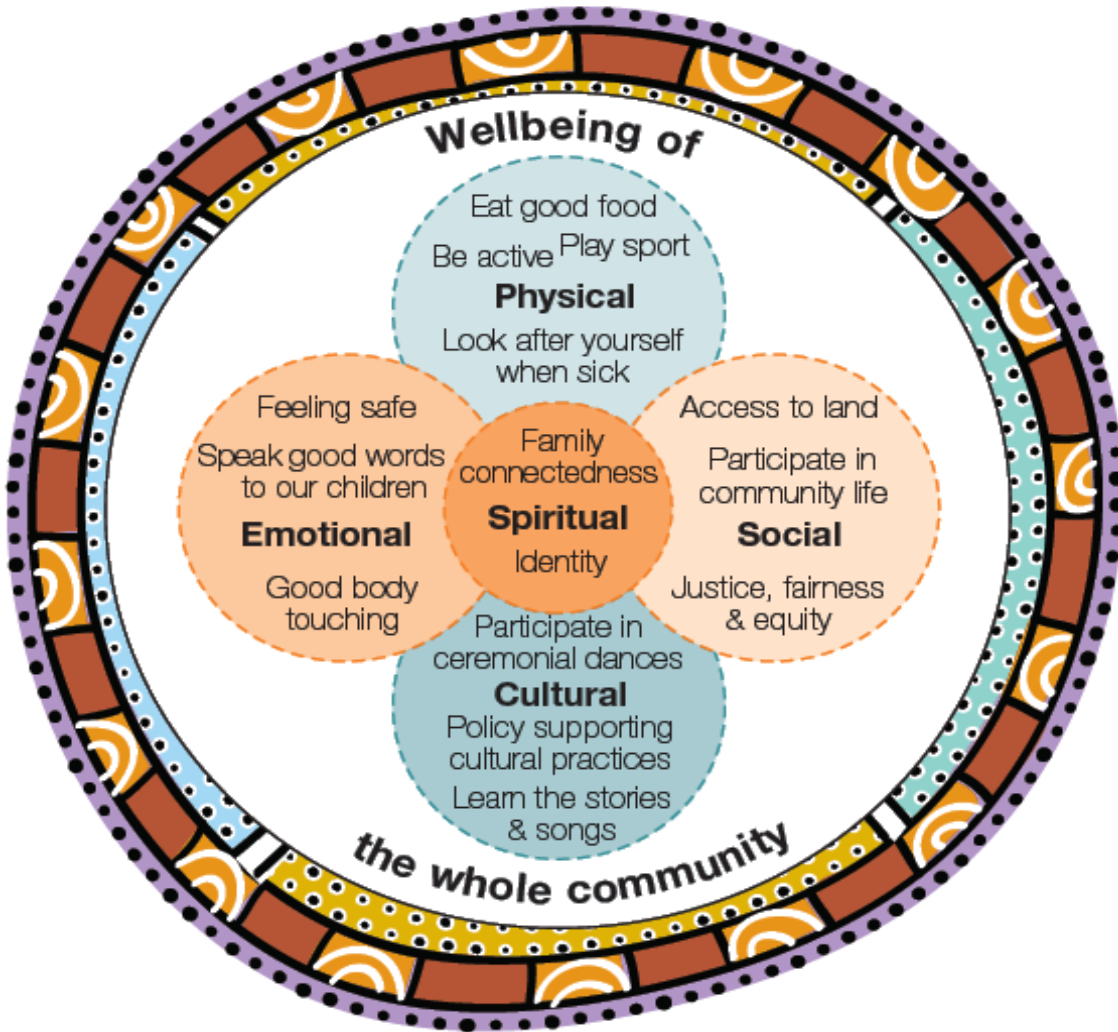 Wellbeing of
Eat good food
Be active Play sport
Physical
Look after yourself
when sick
Feeling safe
Speak good words
to our children
Emotional
Good body
touching
Family
connectedness
Spiritual
Identity
Access to land
Participate in
community life
Social
Justice, fairness
& equity
Participate in
ceremonial dances
Cultural
Policy supporting
cultural practices
Learn the stories
& songs
the whole community